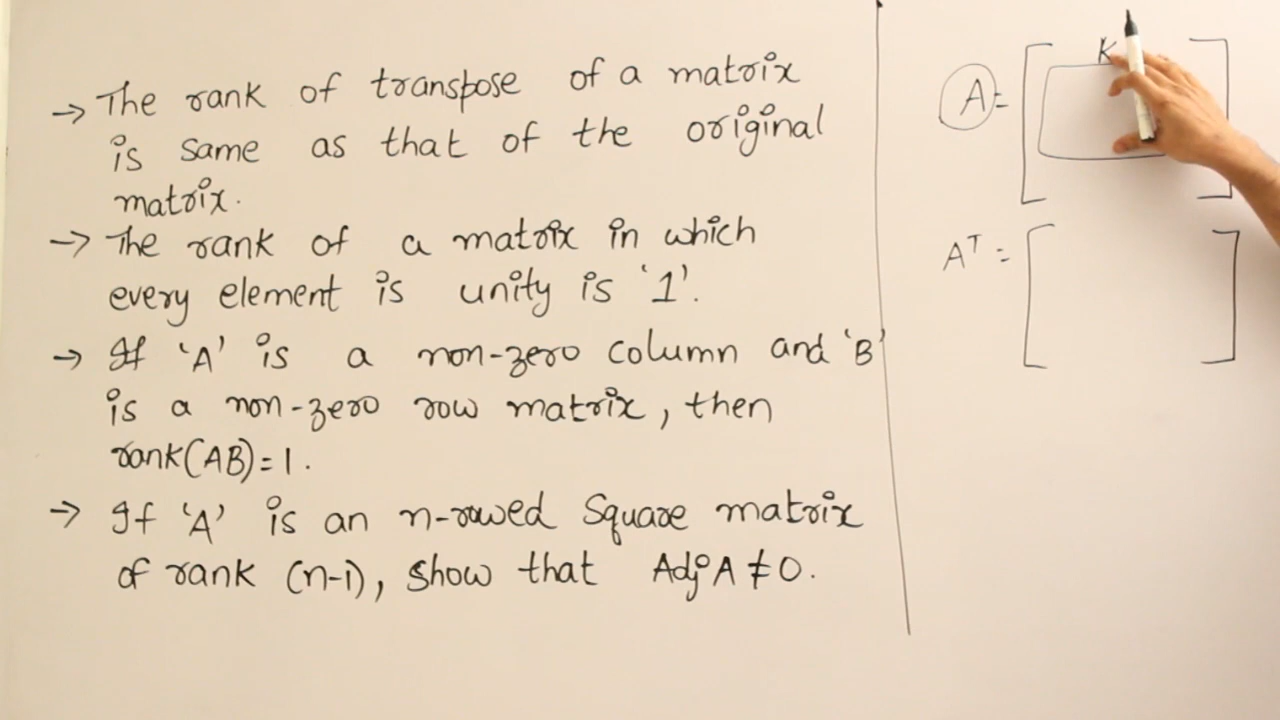 → The rank of transpose of a matrix
is same as that of the original
matrix.
→ The rank of a matrix in which
every element is unity is '1'.
→ If 'A' is a non-zero column and 'B'
is a non-zero row matrix, then
rank(AB)=1.
→ If 'A' is an n-rowed Square matrix
of rank (n-1), show that Adj A ≠ 0.
A = [ K ]
Aᵀ = [ ]